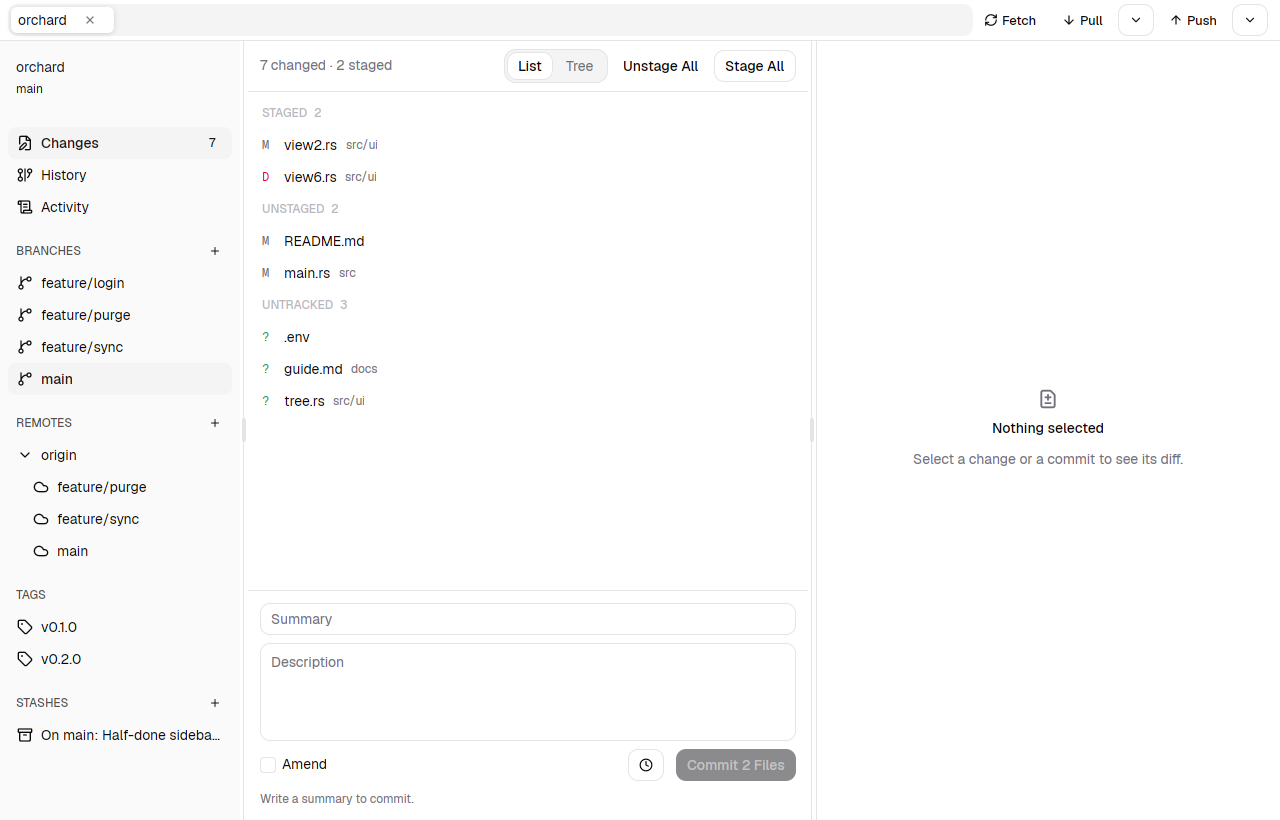 orchard
Fetch
Pull
Push
orchard
main
Changes 7
History
Activity
BRANCHES
feature/login
feature/purge
feature/sync
main
REMOTES
origin
feature/purge
feature/sync
main
TAGS
v0.1.0
v0.2.0
STASHES
On main: Half-done sideba...
7 changed · 2 staged
List
Tree
Unstage All
Stage All
STAGED 2
M view2.rs src/ui
D view6.rs src/ui
UNSTAGED 2
M README.md
M main.rs src
UNTRACKED 3
? .env
? guide.md docs
? tree.rs src/ui
Summary
Description
Amend
Commit 2 Files
Write a summary to commit.
Nothing selected
Select a change or a commit to see its diff.